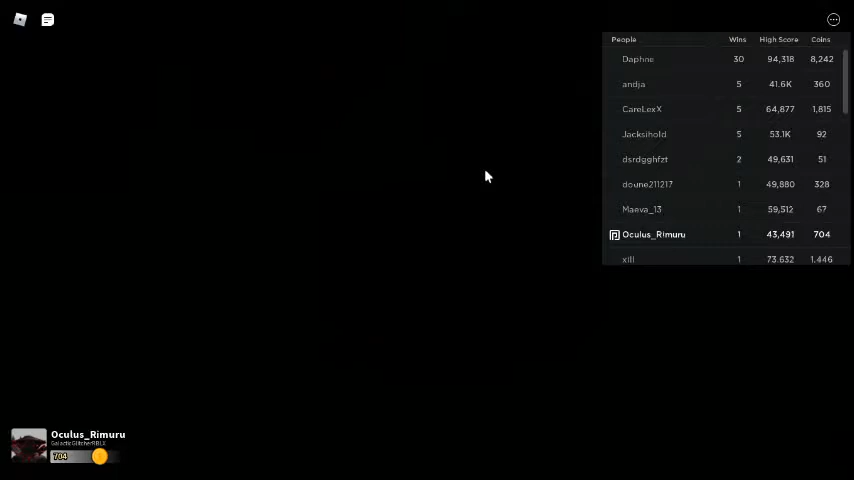 People Wins High Score Coins
Daphne 30 94,318 8,242
andja 5 41.6K 360
CareLexX 5 64,877 1,815
Jacksihold 5 53.1K 92
dsrdgghfzt 2 49,631 51
doune211217 1 49,880 328
Maeva_13 1 59,512 67
Oculus_Rimuru 1 43,491 704
xill 1 73.632 1.446
Oculus_Rimuru
GalacticGlitcherRBLX
704